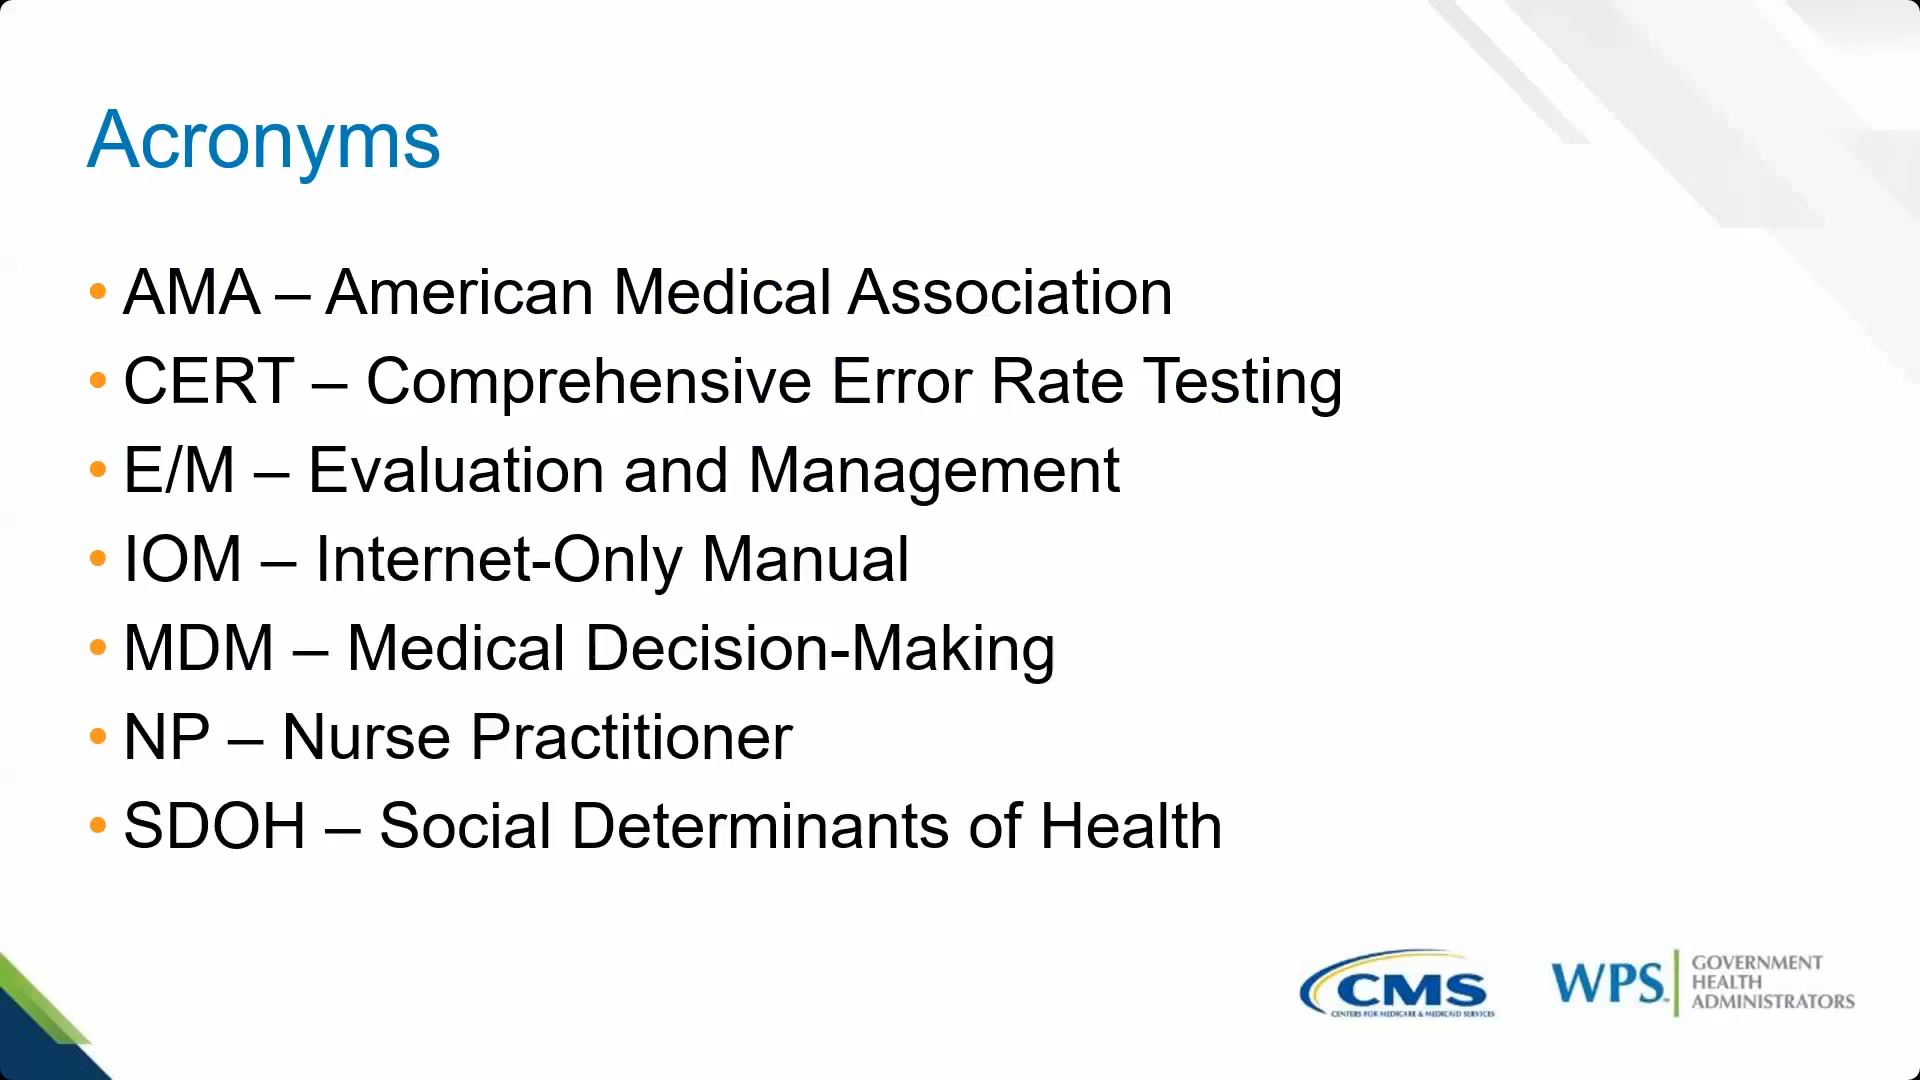 Acronyms
• AMA – American Medical Association
• CERT – Comprehensive Error Rate Testing
• E/M – Evaluation and Management
• IOM – Internet-Only Manual
• MDM – Medical Decision-Making
• NP – Nurse Practitioner
• SDOH – Social Determinants of Health
CMS
CENTERS FOR MEDICARE & MEDICAID SERVICES
WPS™
GOVERNMENT
HEALTH
ADMINISTRATORS